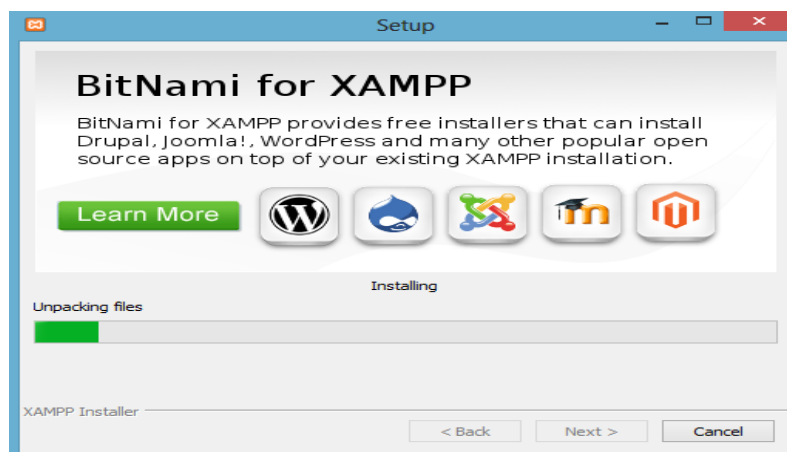 Setup
BitNami for XAMPP
BitNami for XAMPP provides free installers that can install
Drupal, Joomla!, WordPress and many other popular open
source apps on top of your existing XAMPP installation.
Learn More
Installing
Unpacking files
XAMPP Installer
< Back Next > Cancel